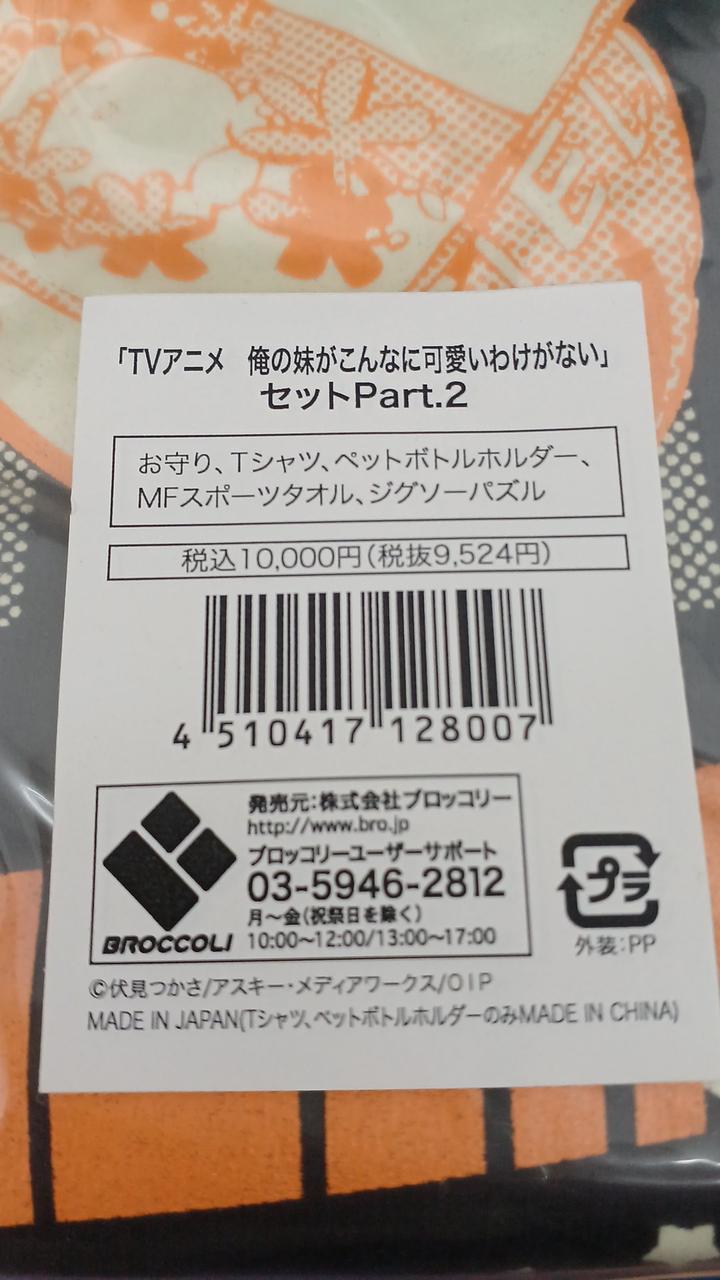 「TVアニメ　俺の妹がこんなに可愛いわけがない」
セットPart.2
お守り、Tシャツ、ペットボトルホルダー、
MFスポーツタオル、ジグソーパズル
税込10,000円(税抜9,524円)
4 510417 128007
発売元:株式会社ブロッコリー
http://www.bro.jp
ブロッコリーユーザーサポート
03-5946-2812
月〜金(祝祭日を除く)
10:00〜12:00/13:00〜17:00
BROCCOLI
プラ
外装:PP
©伏見つかさ/アスキー・メディアワークス/OIP
MADE IN JAPAN(Tシャツ、ペットボトルホルダーのみMADE IN CHINA)